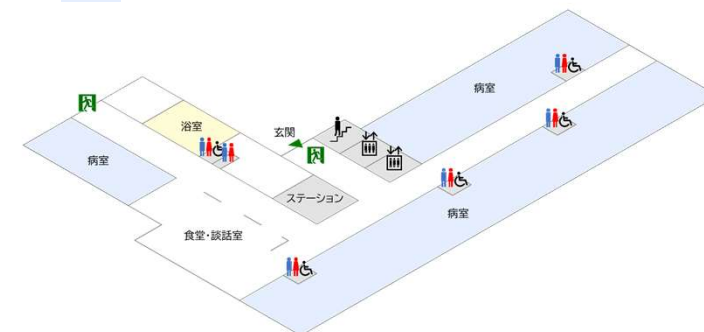 病室
浴室
玄関
病室
ステーション
病室
食堂・談話室